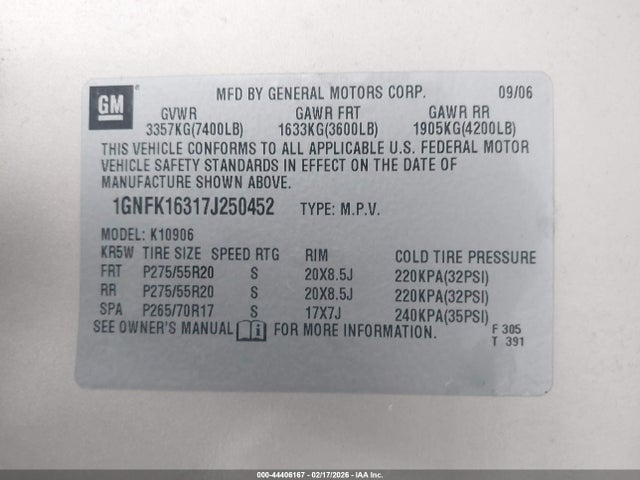 GM
MFD BY GENERAL MOTORS CORP. 09/06
GVWR GAWR FRT GAWR RR
3357KG(7400LB) 1633KG(3600LB) 1905KG(4200LB)
THIS VEHICLE CONFORMS TO ALL APPLICABLE U.S. FEDERAL MOTOR
VEHICLE SAFETY STANDARDS IN EFFECT ON THE DATE OF
MANUFACTURE SHOWN ABOVE.
1GNFK16317J250452 TYPE: M.P.V.
MODEL: K10906
KR5W TIRE SIZE SPEED RTG RIM COLD TIRE PRESSURE
FRT P275/55R20 S 20X8.5J 220KPA(32PSI)
RR P275/55R20 S 20X8.5J 220KPA(32PSI)
SPA P265/70R17 S 17X7J 240KPA(35PSI)
SEE OWNER'S MANUAL FOR MORE INFORMATION.
F 305
T 391
000-44406167 - 02/17/2026 - IAA Inc.